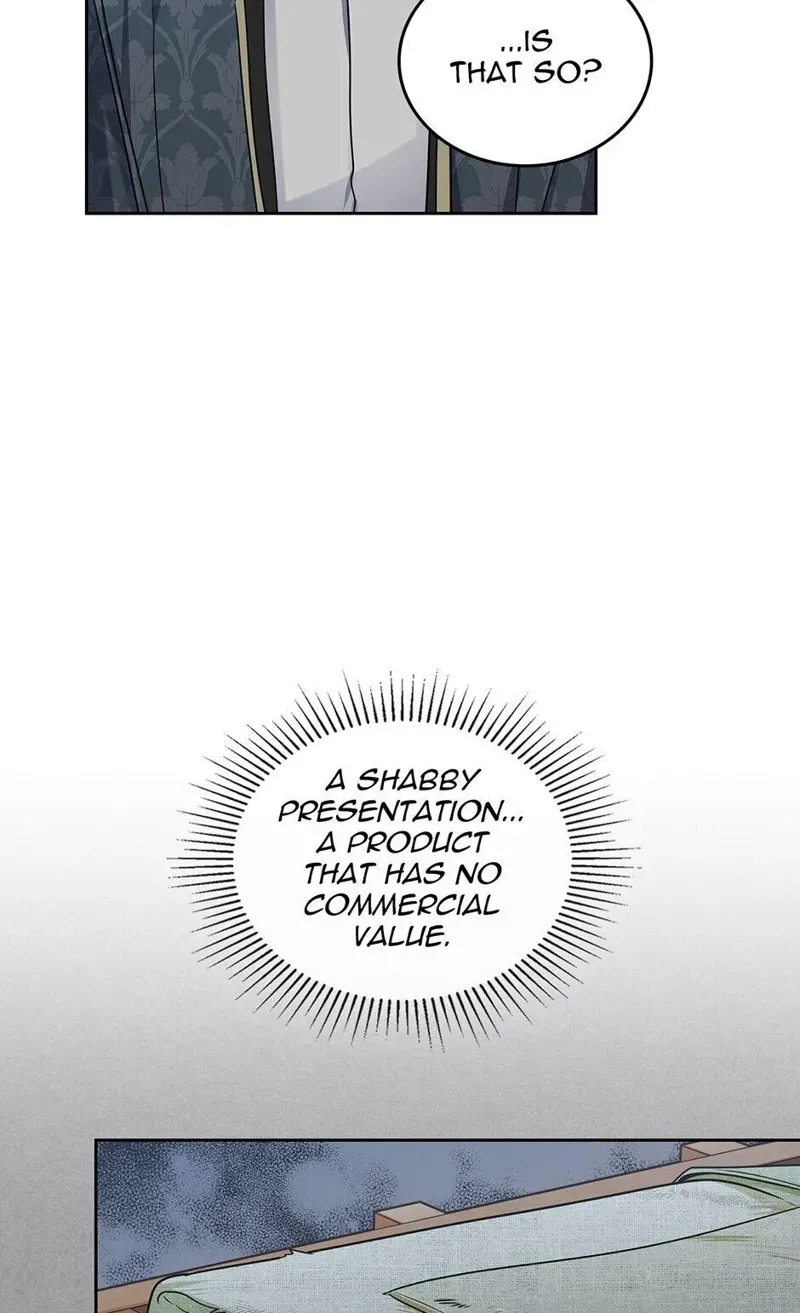 ...IS
THAT SO?
A SHABBY
PRESENTATION...
A PRODUCT
THAT HAS NO
COMMERCIAL
VALUE.